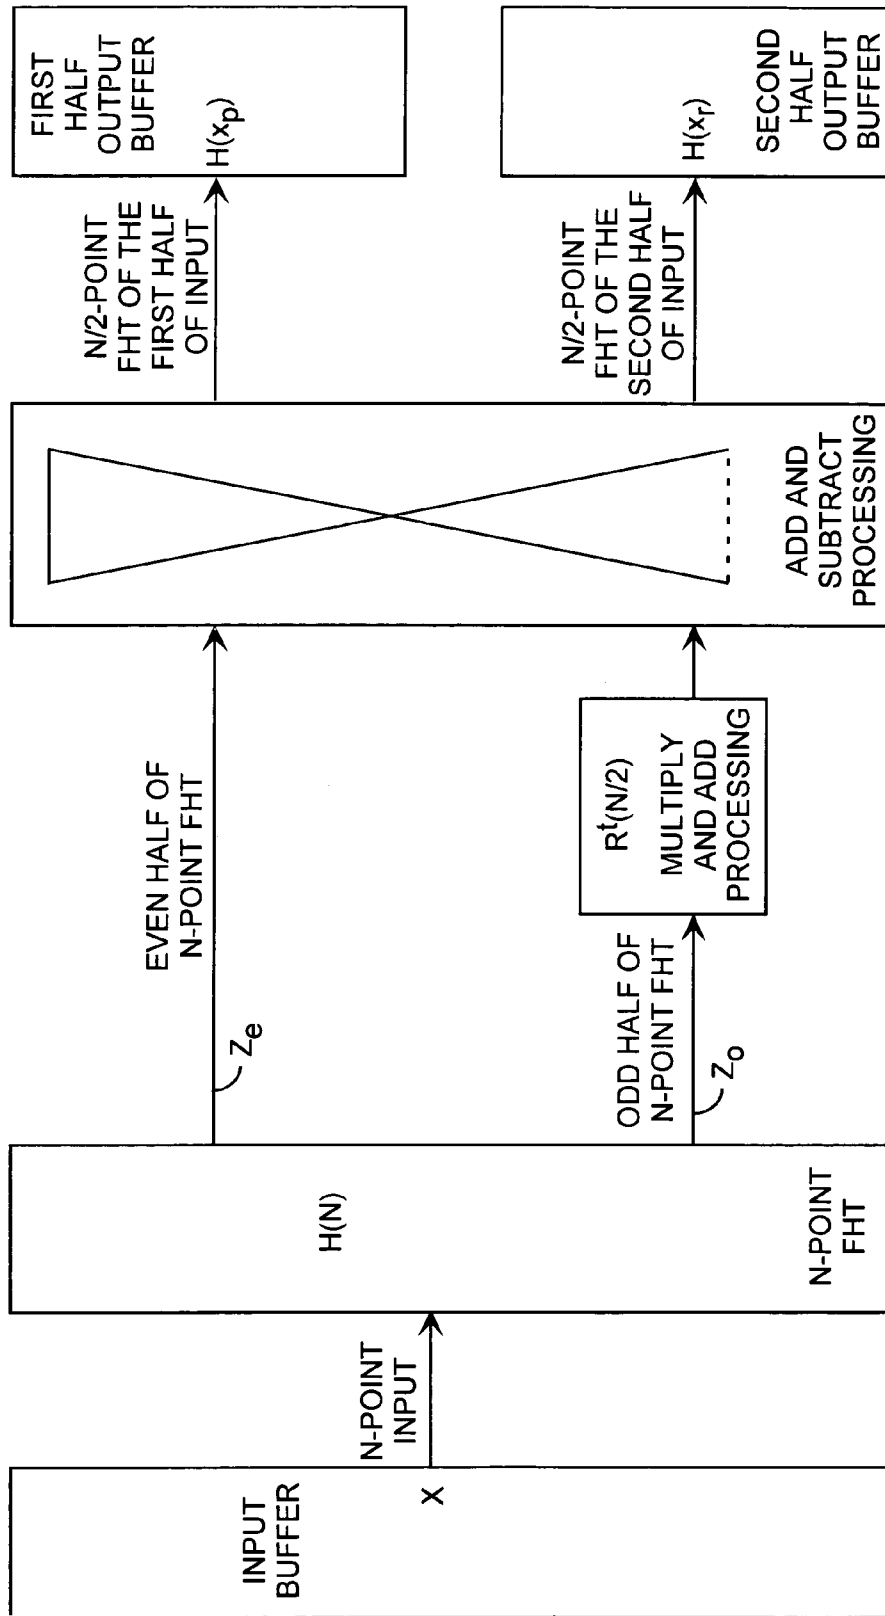 INPUT
BUFFER
X
N-POINT
INPUT
H(N)
N-POINT
FHT
Ze
EVEN HALF OF
N-POINT FHT
Zo
ODD HALF OF
N-POINT FHT
Rt(N/2)
MULTIPLY
AND ADD
PROCESSING
ADD AND
SUBTRACT
PROCESSING
N/2-POINT
FHT OF THE
FIRST HALF
OF INPUT
N/2-POINT
FHT OF THE
SECOND HALF
OF INPUT
FIRST
HALF
OUTPUT
BUFFER
H(xp)
H(xr)
SECOND
HALF
OUTPUT
BUFFER